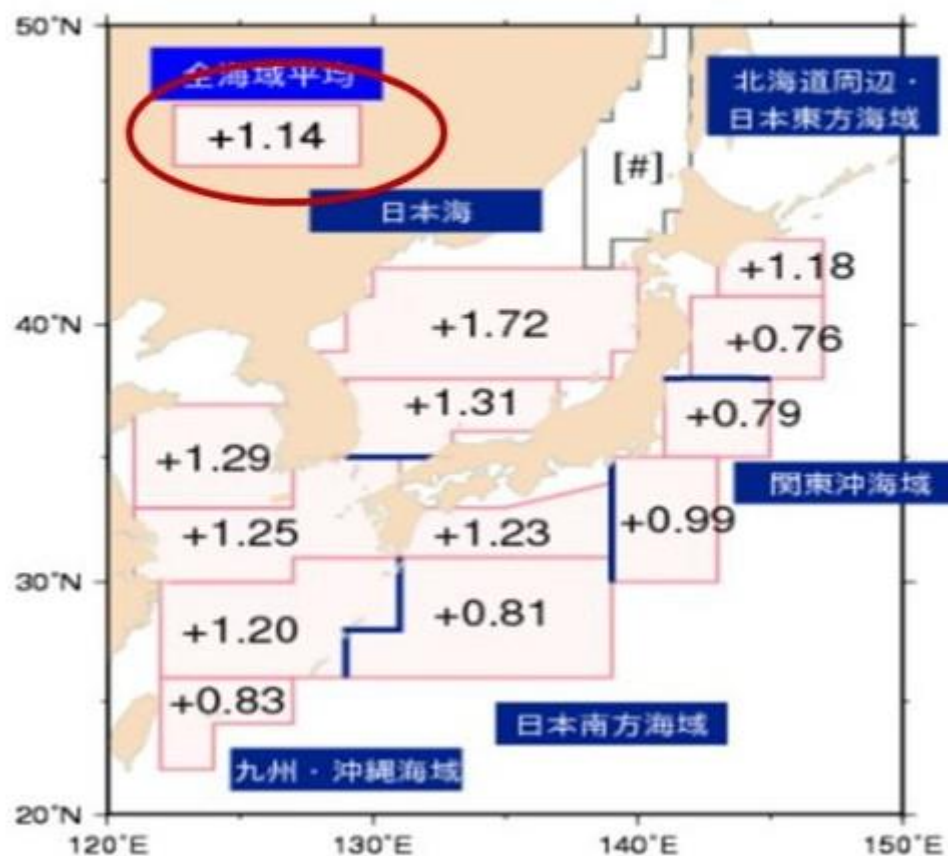 50°N
全海域平均
+1.14
北海道周辺・
日本東方海域
[#]
日本海
+1.18
40°N
+1.72
+0.76
+1.31
+0.79
+1.29
関東沖海域
+1.25
+1.23
+0.99
30°N
+1.20
+0.81
+0.83
日本南方海域
九州・沖縄海域
20°N
120°E
130°E
140°E
150°E